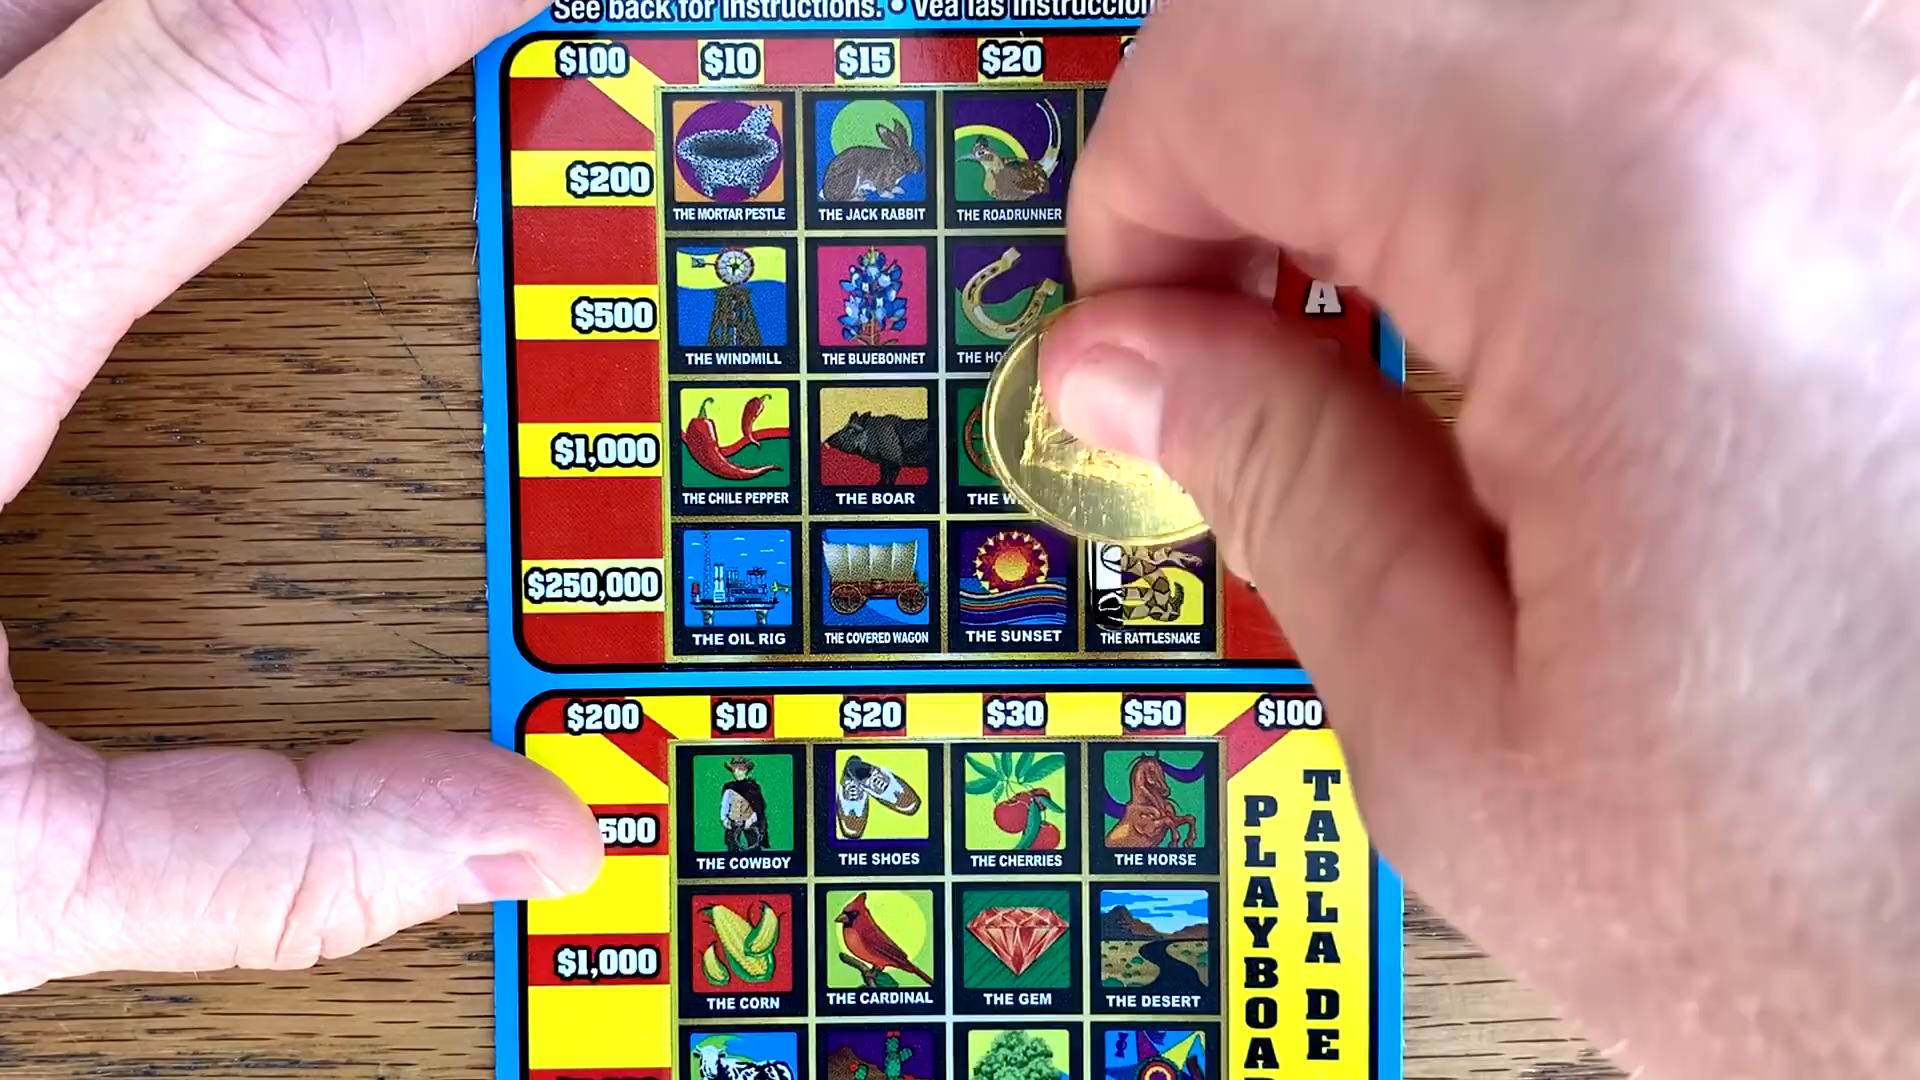 See back for instructions. • Vea las
$100 $10 $15 $20
$200
THE MORTAR PESTLE THE JACK RABBIT THE ROADRUNNER
$500
THE WINDMILL THE BLUEBONNET THE
A
$1,000
THE CHILE PEPPER THE BOAR THE
$250,000
THE OIL RIG THE COVERED WAGON THE SUNSET THE RATTLESNAKE
$200 $10 $20 $30 $50 $100
THE COWBOY THE SHOES THE CHERRIES THE HORSE
$1,000
THE CORN THE CARDINAL THE GEM THE DESERT
TABLA DE